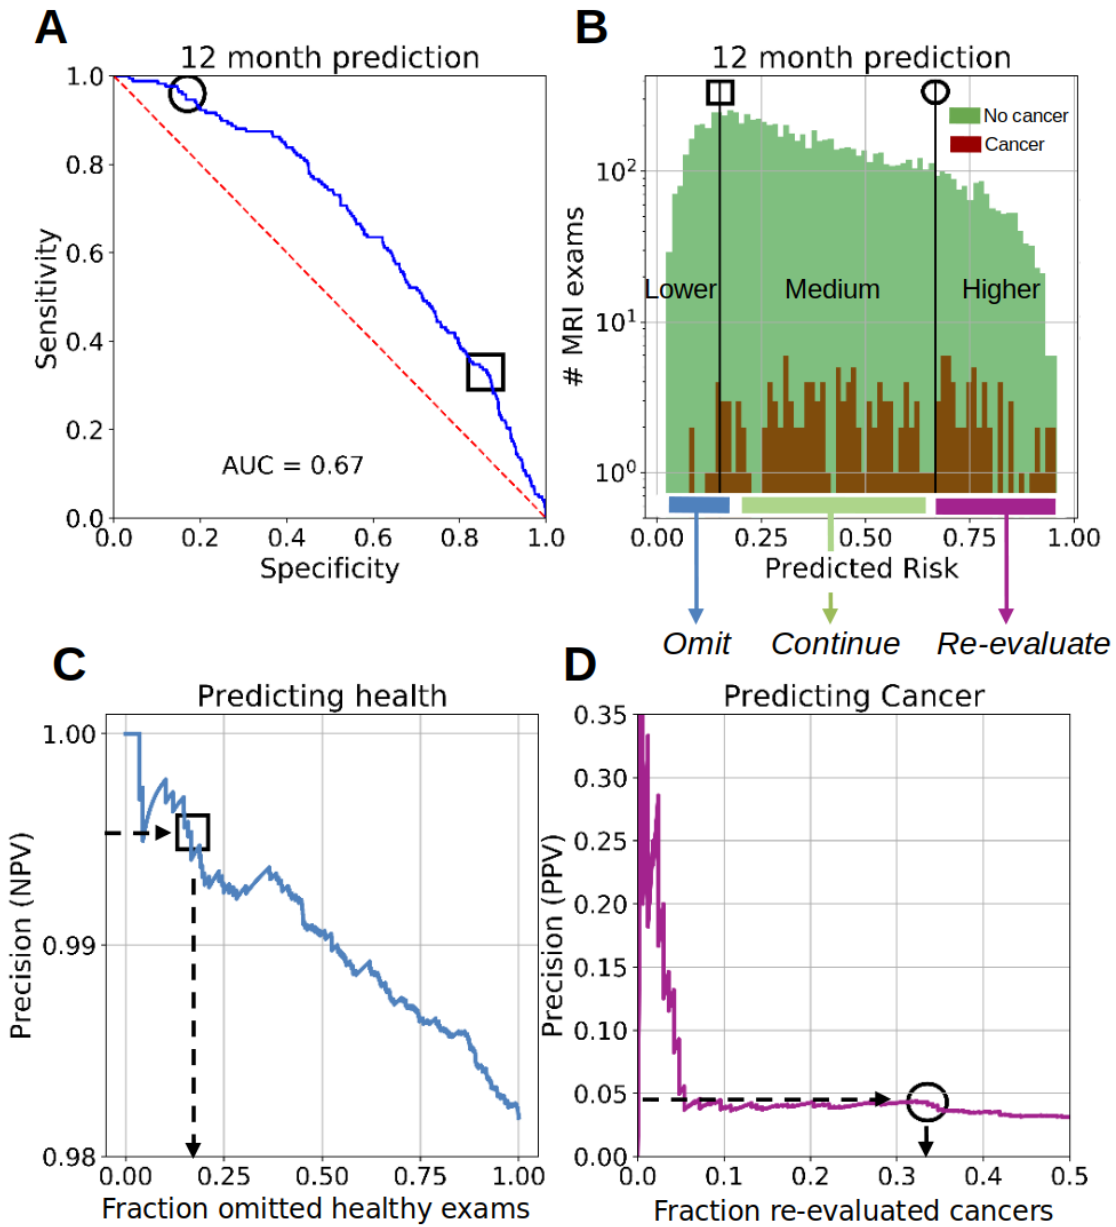 A
12 month prediction
1.0
0.8
0.6
0.4
0.2
0.0
Sensitivity
AUC = 0.67
0.0 0.2 0.4 0.6 0.8 1.0
Specificity
B
12 month prediction
No cancer
Cancer
10²
10¹
10⁰
# MRI exams
Lower Medium Higher
0.00 0.25 0.50 0.75 1.00
Predicted Risk
Omit Continue Re-evaluate
C
Predicting health
1.00
0.99
0.98
Precision (NPV)
0.00 0.25 0.50 0.75 1.00
Fraction omitted healthy exams
D
Predicting Cancer
0.35
0.30
0.25
0.20
0.15
0.10
0.05
0.00
Precision (PPV)
0.0 0.1 0.2 0.3 0.4 0.5
Fraction re-evaluated cancers